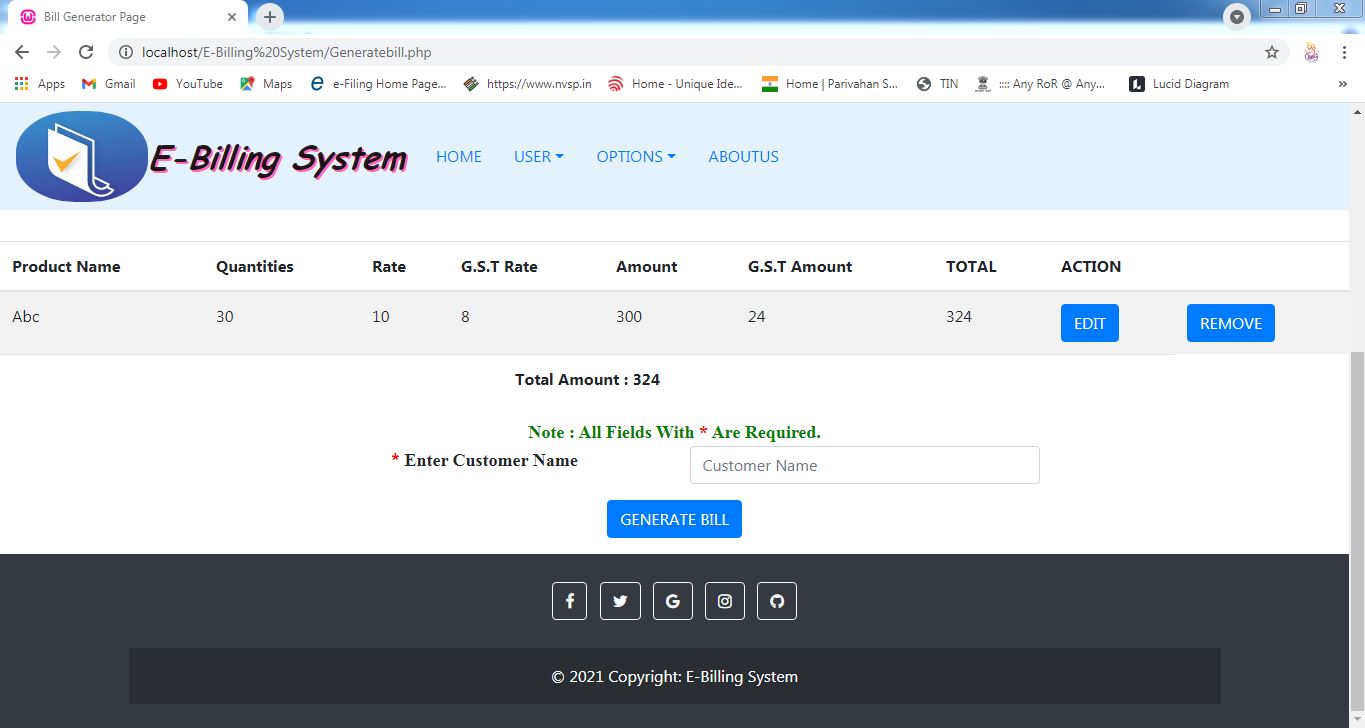 Bill Generator Page
localhost/E-Billing%20System/Generatebill.php
Apps Gmail YouTube Maps e-Filing Home Page... https://www.nvsp.in Home - Unique Ide... Home | Parivahan S... TIN :::: Any RoR @ Any... Lucid Diagram »
E-Billing System HOME USER OPTIONS ABOUTUS
Product Name Quantities Rate G.S.T Rate Amount G.S.T Amount TOTAL ACTION
Abc 30 10 8 300 24 324 EDIT REMOVE
Total Amount : 324
Note : All Fields With * Are Required.
* Enter Customer Name Customer Name
GENERATE BILL
© 2021 Copyright: E-Billing System